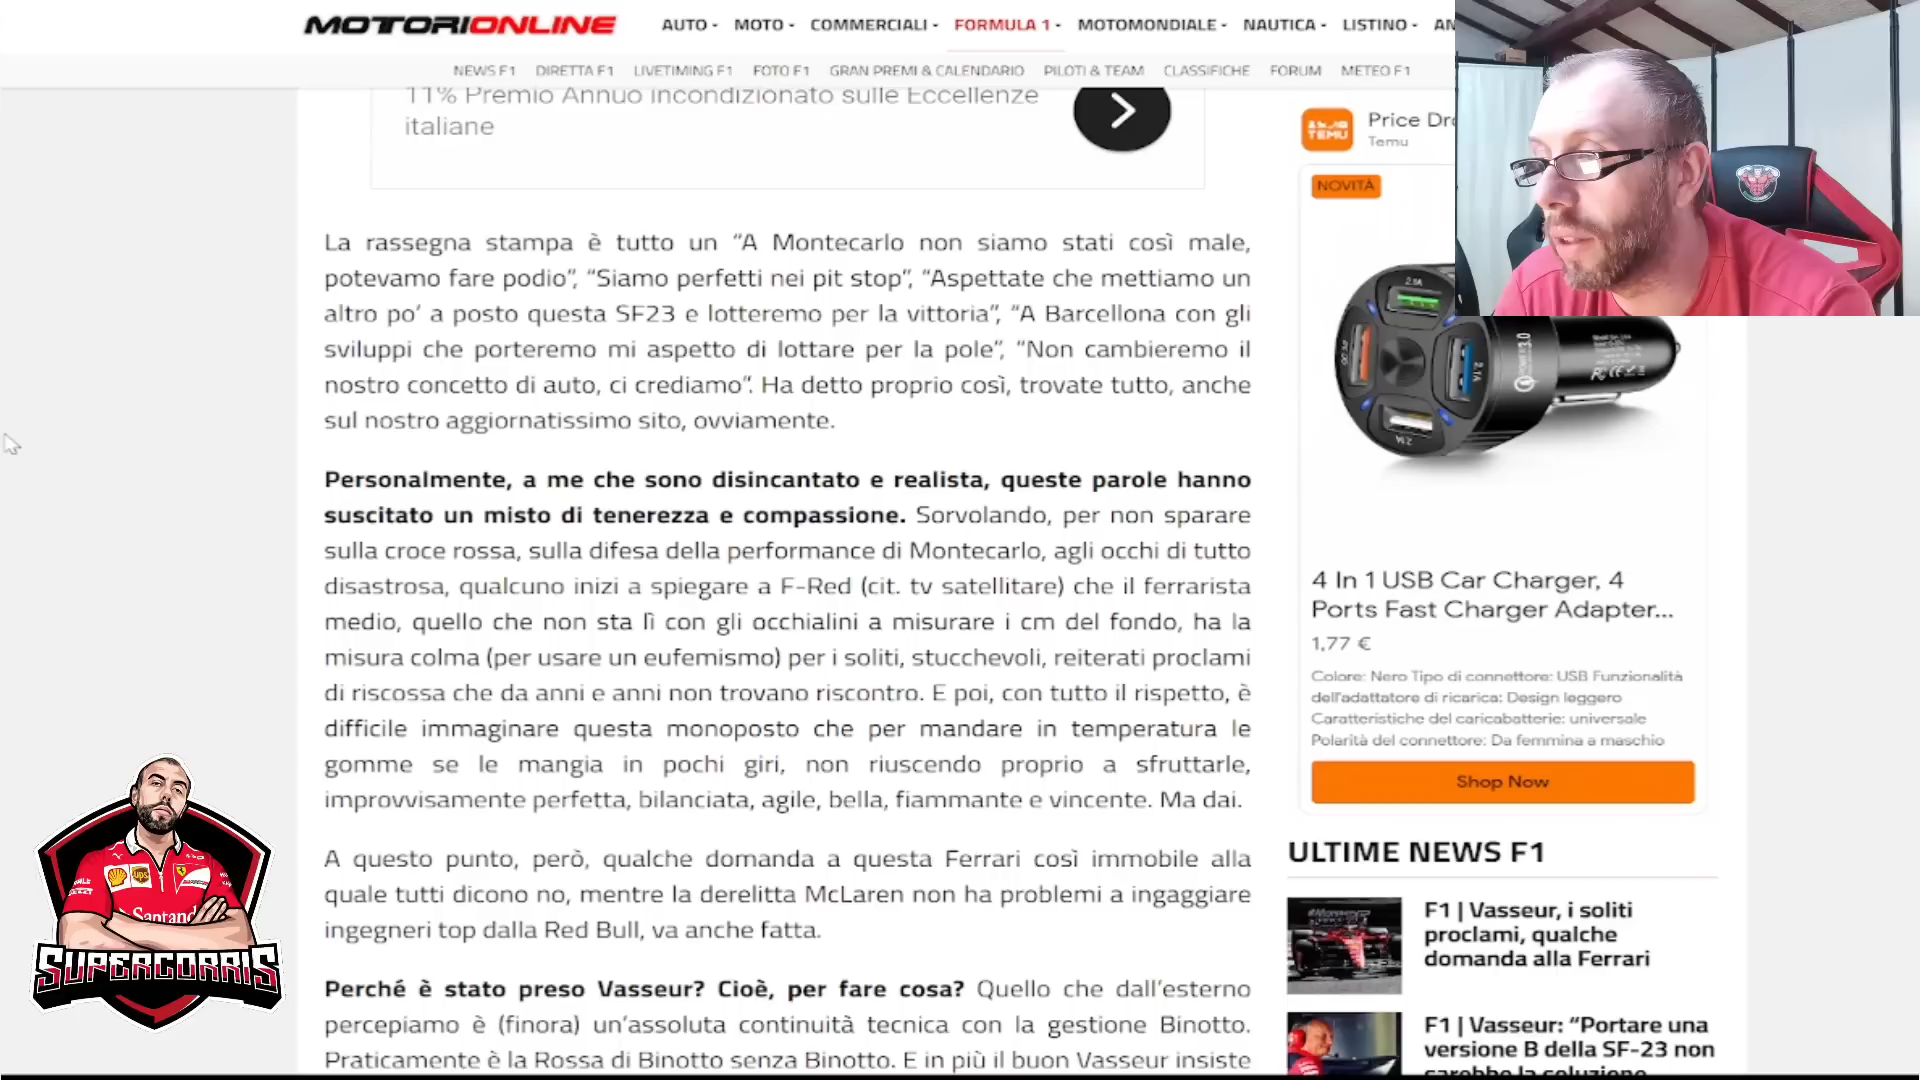 MOTORIONLINE
AUTO
MOTO
COMMERCIALI
FORMULA 1
MOTOMONDIALE
NAUTICA
LISTINO
NEWS F1
DIRETTA F1
LIVETIMING F1
FOTO F1
GRAN PREMI & CALENDARIO
PILOTI & TEAM
CLASSIFICHE
FORUM
METEO F1
11% Premio Annuo Incondizionato sulle Eccellenze
italiane
La rassegna stampa è tutto un “A Montecarlo non siamo stati così male,
potevamo fare podio”, “Siamo perfetti nei pit stop”, “Aspettate che mettiamo un
altro po’ a posto questa SF23 e lotteremo per la vittoria”, “A Barcellona con gli
sviluppi che porteremo mi aspetto di lottare per la pole”, “Non cambieremo il
nostro concetto di auto, ci crediamo”. Ha detto proprio così, trovate tutto, anche
sul nostro aggiornatissimo sito, ovviamente.
Personalmente, a me che sono disincantato e realista, queste parole hanno
suscitato un misto di tenerezza e compassione. Sorvolando, per non sparare
sulla croce rossa, sulla difesa della performance di Montecarlo, agli occhi di tutto
disastrosa, qualcuno inizi a spiegare a F-Red (cit. tv satellitare) che il ferrarista
medio, quello che non sta lì con gli occhialini a misurare i cm del fondo, ha la
misura colma (per usare un eufemismo) per i soliti, stucchevoli, reiterati proclami
di riscossa che da anni e anni non trovano riscontro. E poi, con tutto il rispetto, è
difficile immaginare questa monoposto che per mandare in temperatura le
gomme se le mangia in pochi giri, non riuscendo proprio a sfruttarle,
improvvisamente perfetta, bilanciata, agile, bella, fiammante e vincente. Ma dai.
A questo punto, però, qualche domanda a questa Ferrari così immobile alla
quale tutti dicono no, mentre la derelitta McLaren non ha problemi a ingaggiare
ingegneri top dalla Red Bull, va anche fatta.
Perché è stato preso Vasseur? Cioè, per fare cosa? Quello che dall’esterno
percepiamo è (finora) un’assoluta continuità tecnica con la gestione Binotto.
Praticamente è la Rossa di Binotto senza Binotto. E in più il buon Vasseur insiste
TEMU
Price Dro
Temu
NOVITÀ
2.1A
4 In 1 USB Car Charger, 4
Ports Fast Charger Adapter...
1,77 €
Colore: Nero Tipo di connettore: USB Funzionalità
dell'adattatore di ricarica: Design leggero
Caratteristiche del caricabatterie: universale
Polarità del connettore: Da femmina a maschio
Shop Now
ULTIME NEWS F1
F1 | Vasseur, i soliti
proclami, qualche
domanda alla Ferrari
F1 | Vasseur: “Portare una
versione B della SF-23 non
sarebbe la soluzione
ups
Santand
SUPERCORRIS